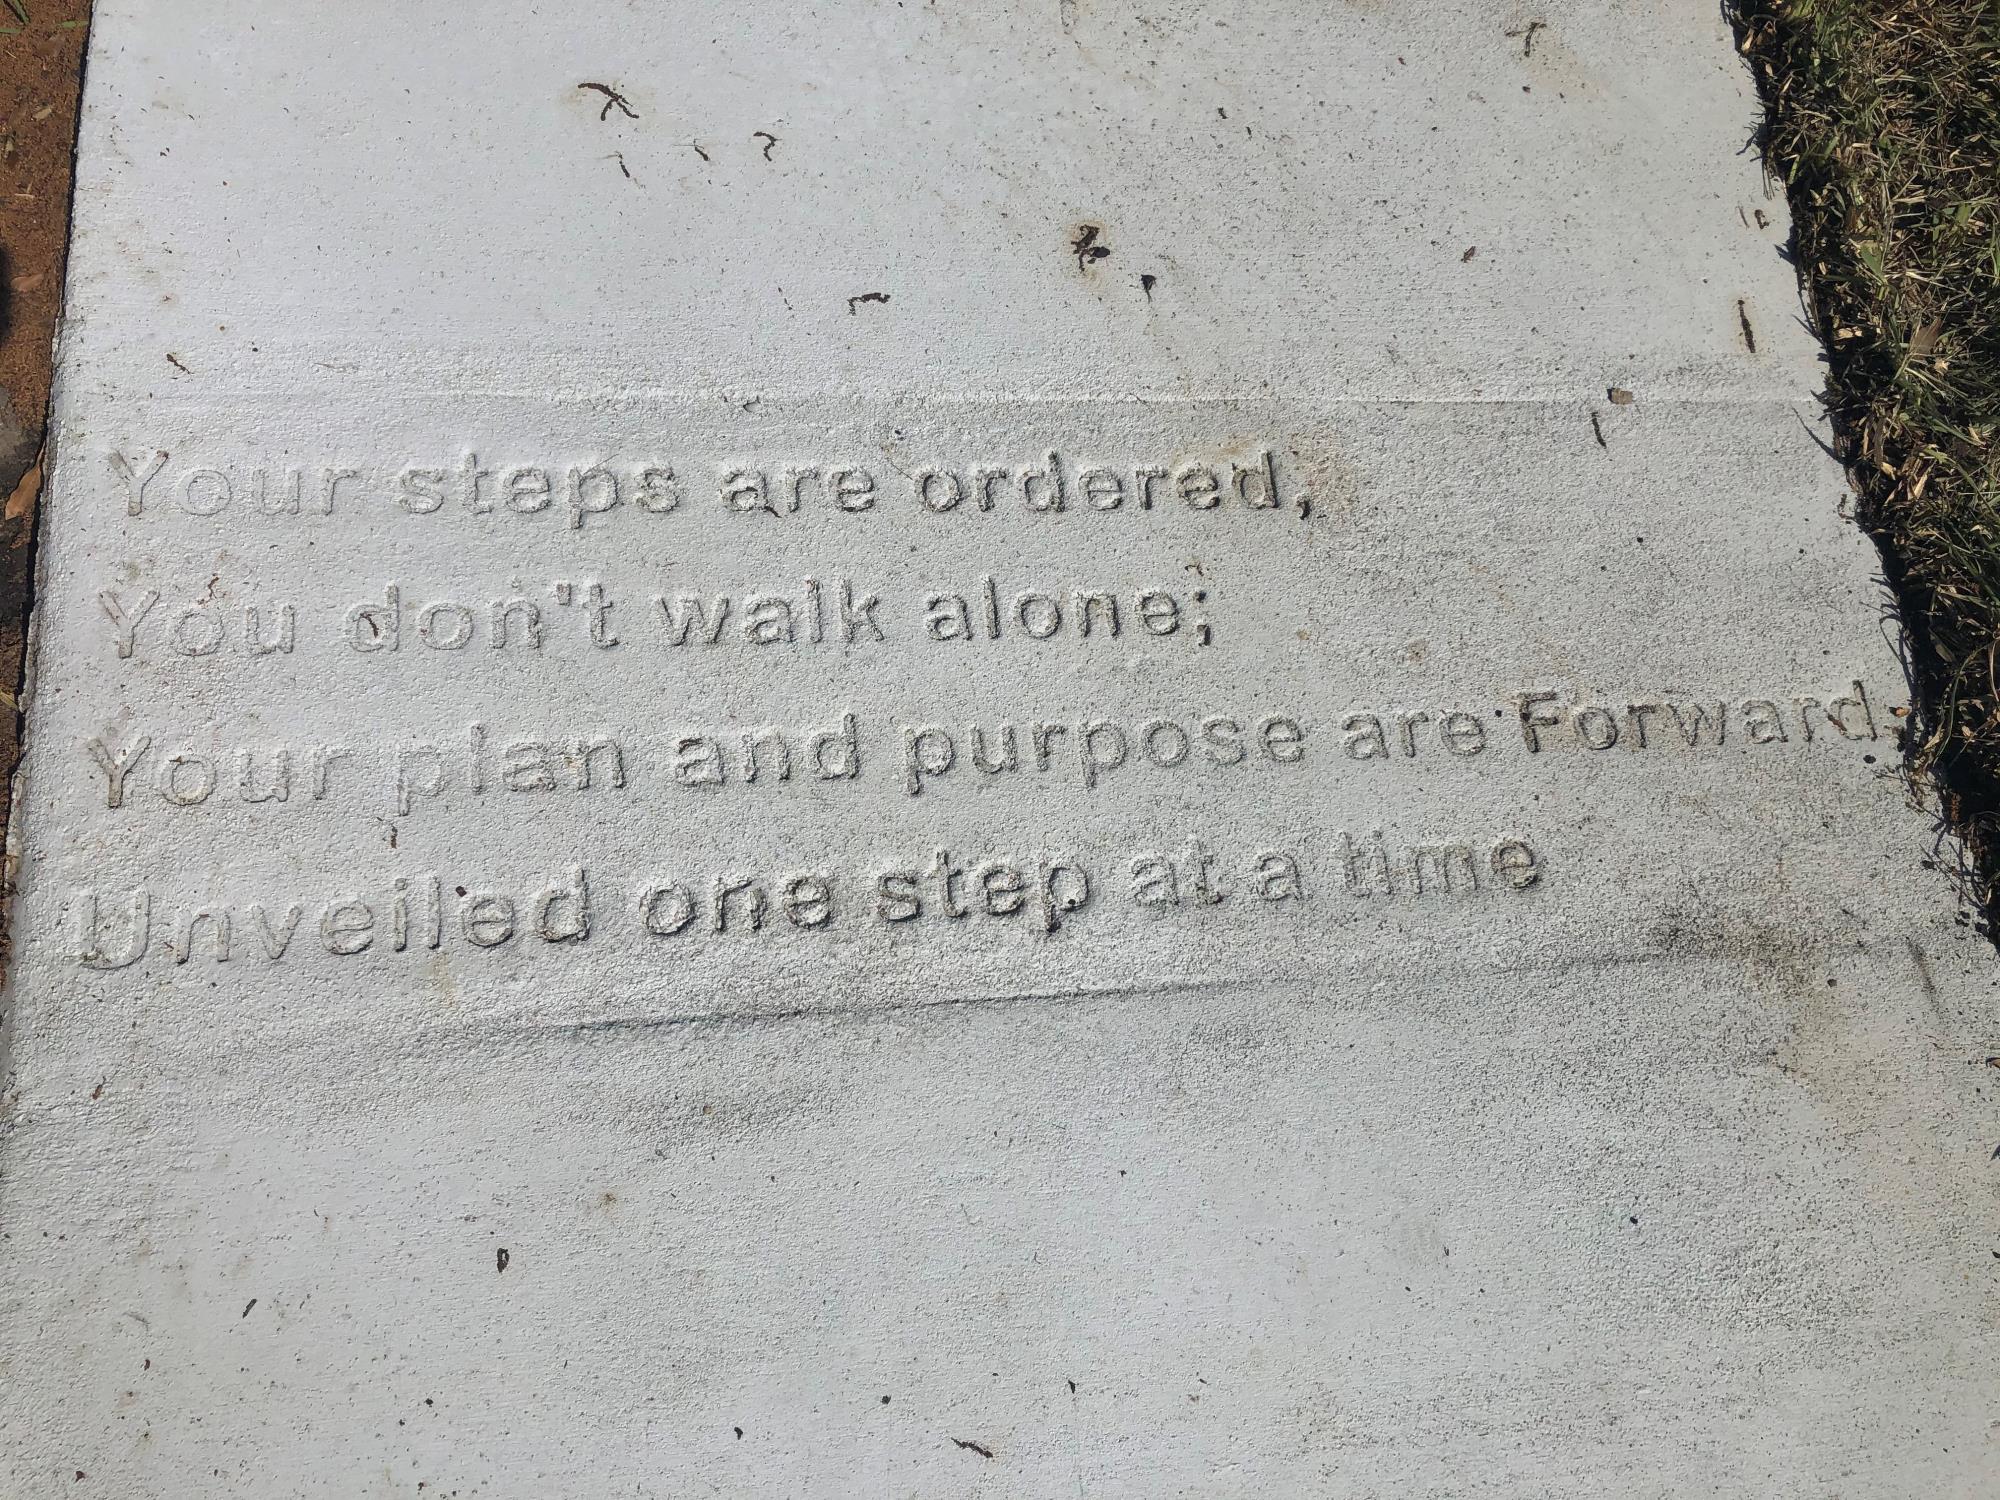 Your steps are ordered,
You don't walk alone;
Your plan and purpose are Forward,
Unveiled one step at a time